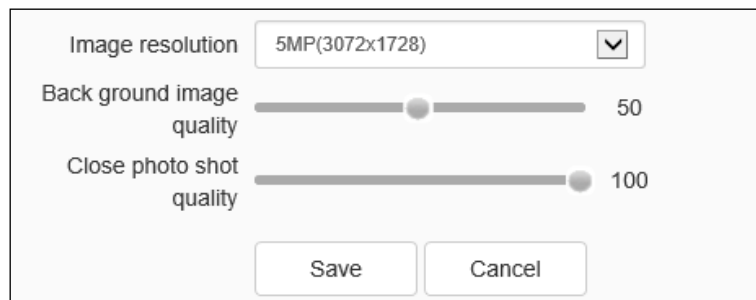 Image resolution 5MP(3072x1728)
Back ground image
quality 50
Close photo shot
quality 100
Save Cancel